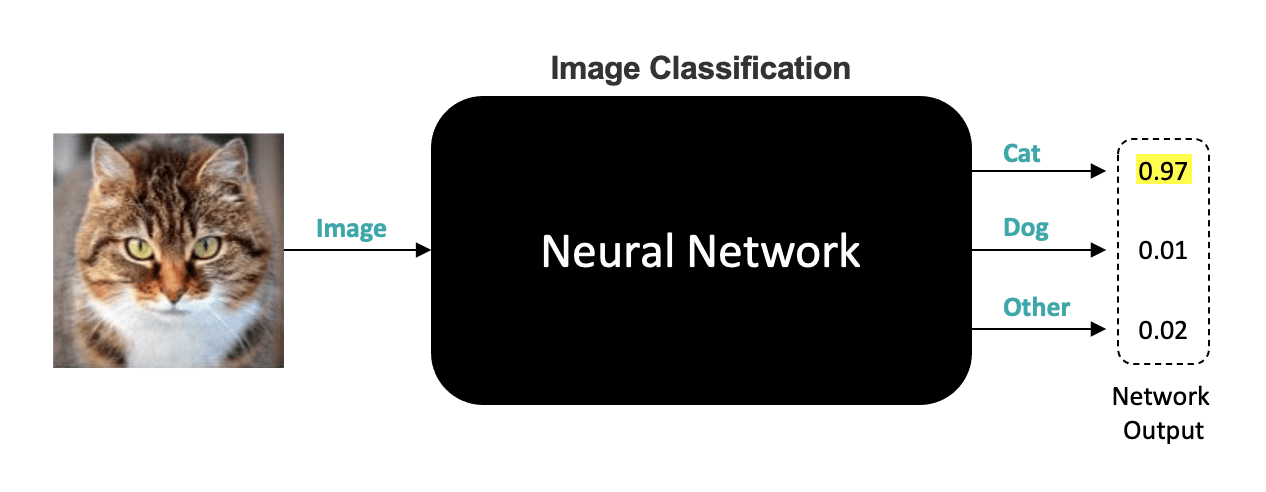 Image Classification
Image
Neural Network
Cat
0.97
Dog
0.01
Other
0.02
Network
Output